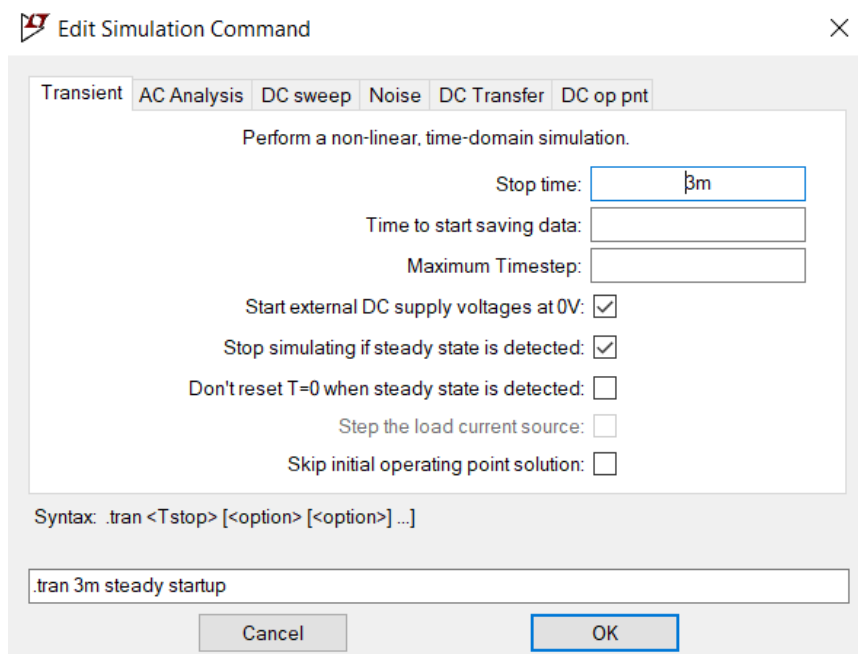 Edit Simulation Command
Transient AC Analysis DC sweep Noise DC Transfer DC op pnt
Perform a non-linear, time-domain simulation.
Stop time: 3m
Time to start saving data:
Maximum Timestep:
Start external DC supply voltages at 0V:
Stop simulating if steady state is detected:
Don't reset T=0 when steady state is detected:
Step the load current source:
Skip initial operating point solution:
Syntax: .tran <Tstop> [<option> [<option>] ...]
.tran 3m steady startup
Cancel OK